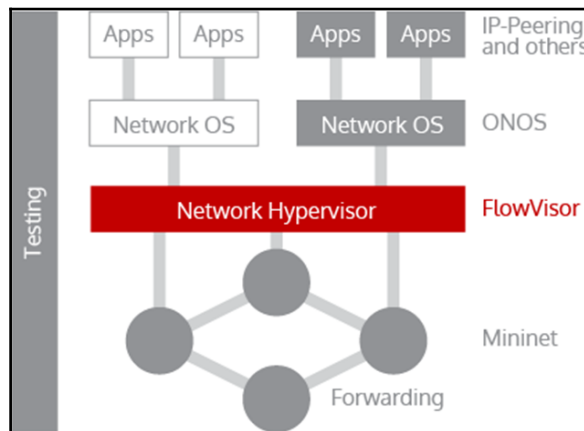 Apps Apps Apps Apps IP-Peering
and others
Network OS Network OS ONOS
Network Hypervisor FlowVisor
Testing
Mininet
Forwarding